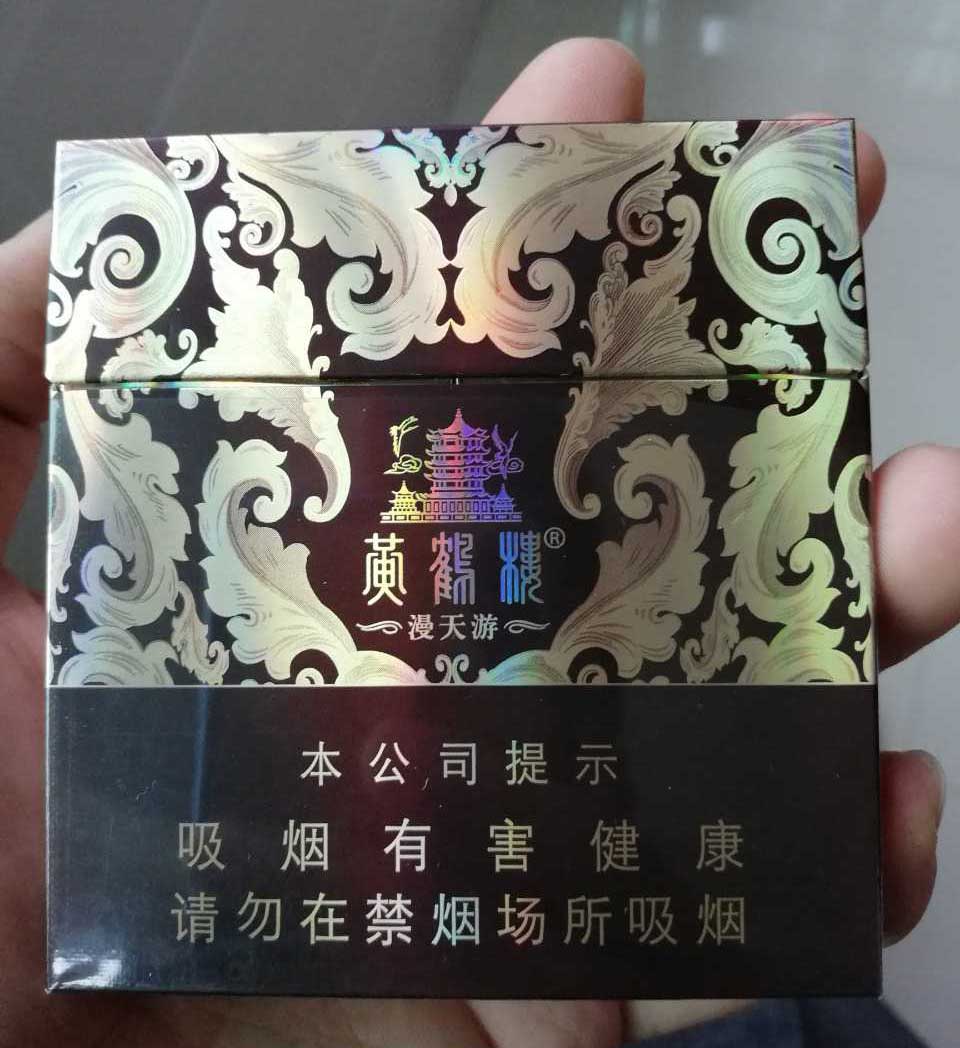 黄鹤楼®
漫天游
本公司提示
吸烟有害健康
请勿在禁烟场所吸烟